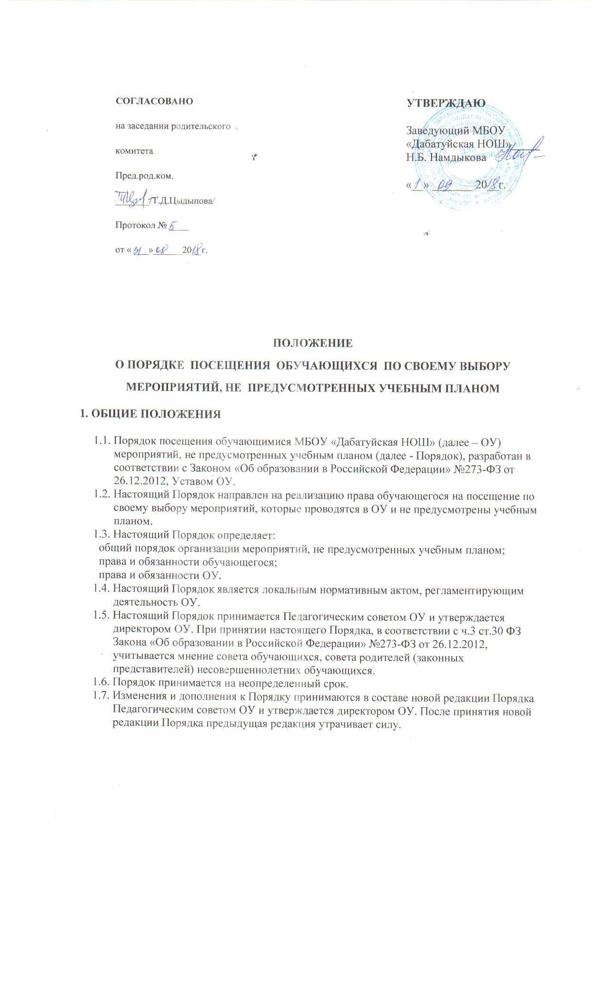 СОГЛАСОВАНО
на заседании родительского
комитета
Пред.род.ком.
/Т.Д.Цыдыпова/
Протокол № 5
от «31»08 2018г.
УТВЕРЖДАЮ
Заведующий МБОУ
«Дабатуйская НОШ»
Н.Б. Намдыкова
«1» 09 2018г.
ДЛЯ
ДОКУМЕНТОВ
ПОЛОЖЕНИЕ
О ПОРЯДКЕ ПОСЕЩЕНИЯ ОБУЧАЮЩИХСЯ ПО СВОЕМУ ВЫБОРУ
МЕРОПРИЯТИЙ, НЕ ПРЕДУСМОТРЕННЫХ УЧЕБНЫМ ПЛАНОМ
1. ОБЩИЕ ПОЛОЖЕНИЯ
1.1. Порядок посещения обучающимися МБОУ «Дабатуйская НОШ» (далее – ОУ)
мероприятий, не предусмотренных учебным планом (далее - Порядок), разработан в
соответствии с Законом «Об образовании в Российской Федерации» №273-ФЗ от
26.12.2012, Уставом ОУ.
1.2. Настоящий Порядок направлен на реализацию права обучающегося на посещение по
своему выбору мероприятий, которые проводятся в ОУ и не предусмотрены учебным
планом.
1.3. Настоящий Порядок определяет:
общий порядок организации мероприятий, не предусмотренных учебным планом;
права и обязанности обучающегося;
права и обязанности ОУ.
1.4. Настоящий Порядок является локальным нормативным актом, регламентирующим
деятельность ОУ.
1.5. Настоящий Порядок принимается Педагогическим советом ОУ и утверждается
директором ОУ. При принятии настоящего Порядка, в соответствии с ч.3 ст.30 ФЗ
Закона «Об образовании в Российской Федерации» №273-ФЗ от 26.12.2012,
учитывается мнение совета обучающихся, совета родителей (законных
представителей) несовершеннолетних обучающихся.
1.6. Порядок принимается на неопределенный срок.
1.7. Изменения и дополнения к Порядку принимаются в составе новой редакции Порядка
Педагогическим советом ОУ и утверждается директором ОУ. После принятия новой
редакции Порядка предыдущая редакция утрачивает силу.